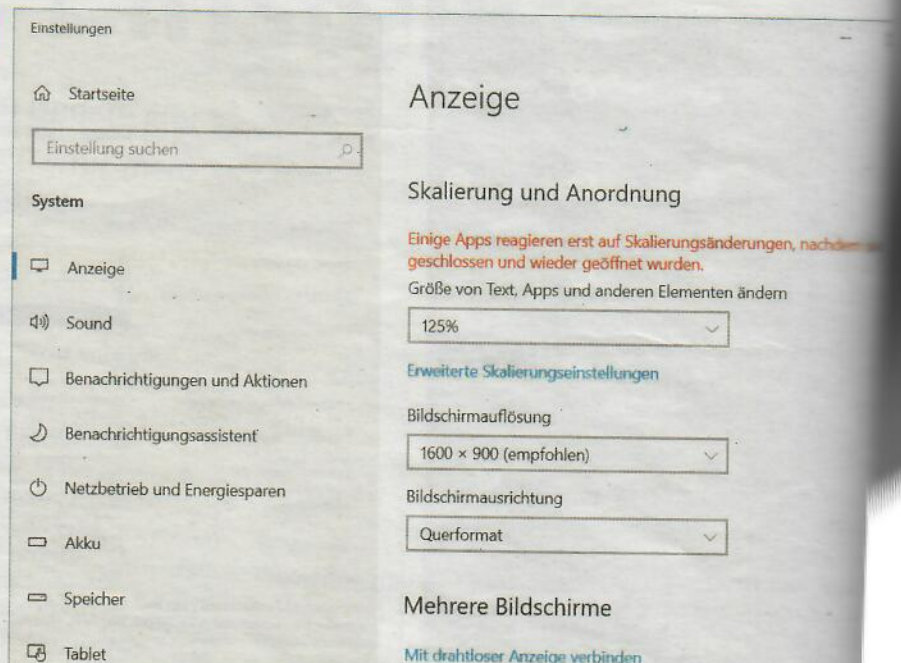 Einstellungen
Startseite
Einstellung suchen
System
Anzeige
Sound
Benachrichtigungen und Aktionen
Benachrichtigungsassistent
Netzbetrieb und Energiesparen
Akku
Speicher
Tablet
Anzeige
Skalierung und Anordnung
Einige Apps reagieren erst auf Skalierungsänderungen, nachdem
geschlossen und wieder geöffnet wurden.
Größe von Text, Apps und anderen Elementen ändern
125%
Erweiterte Skalierungseinstellungen
Bildschirmauflösung
1600 × 900 (empfohlen)
Bildschirmausrichtung
Querformat
Mehrere Bildschirme
Mit drahtloser Anzeige verbinden